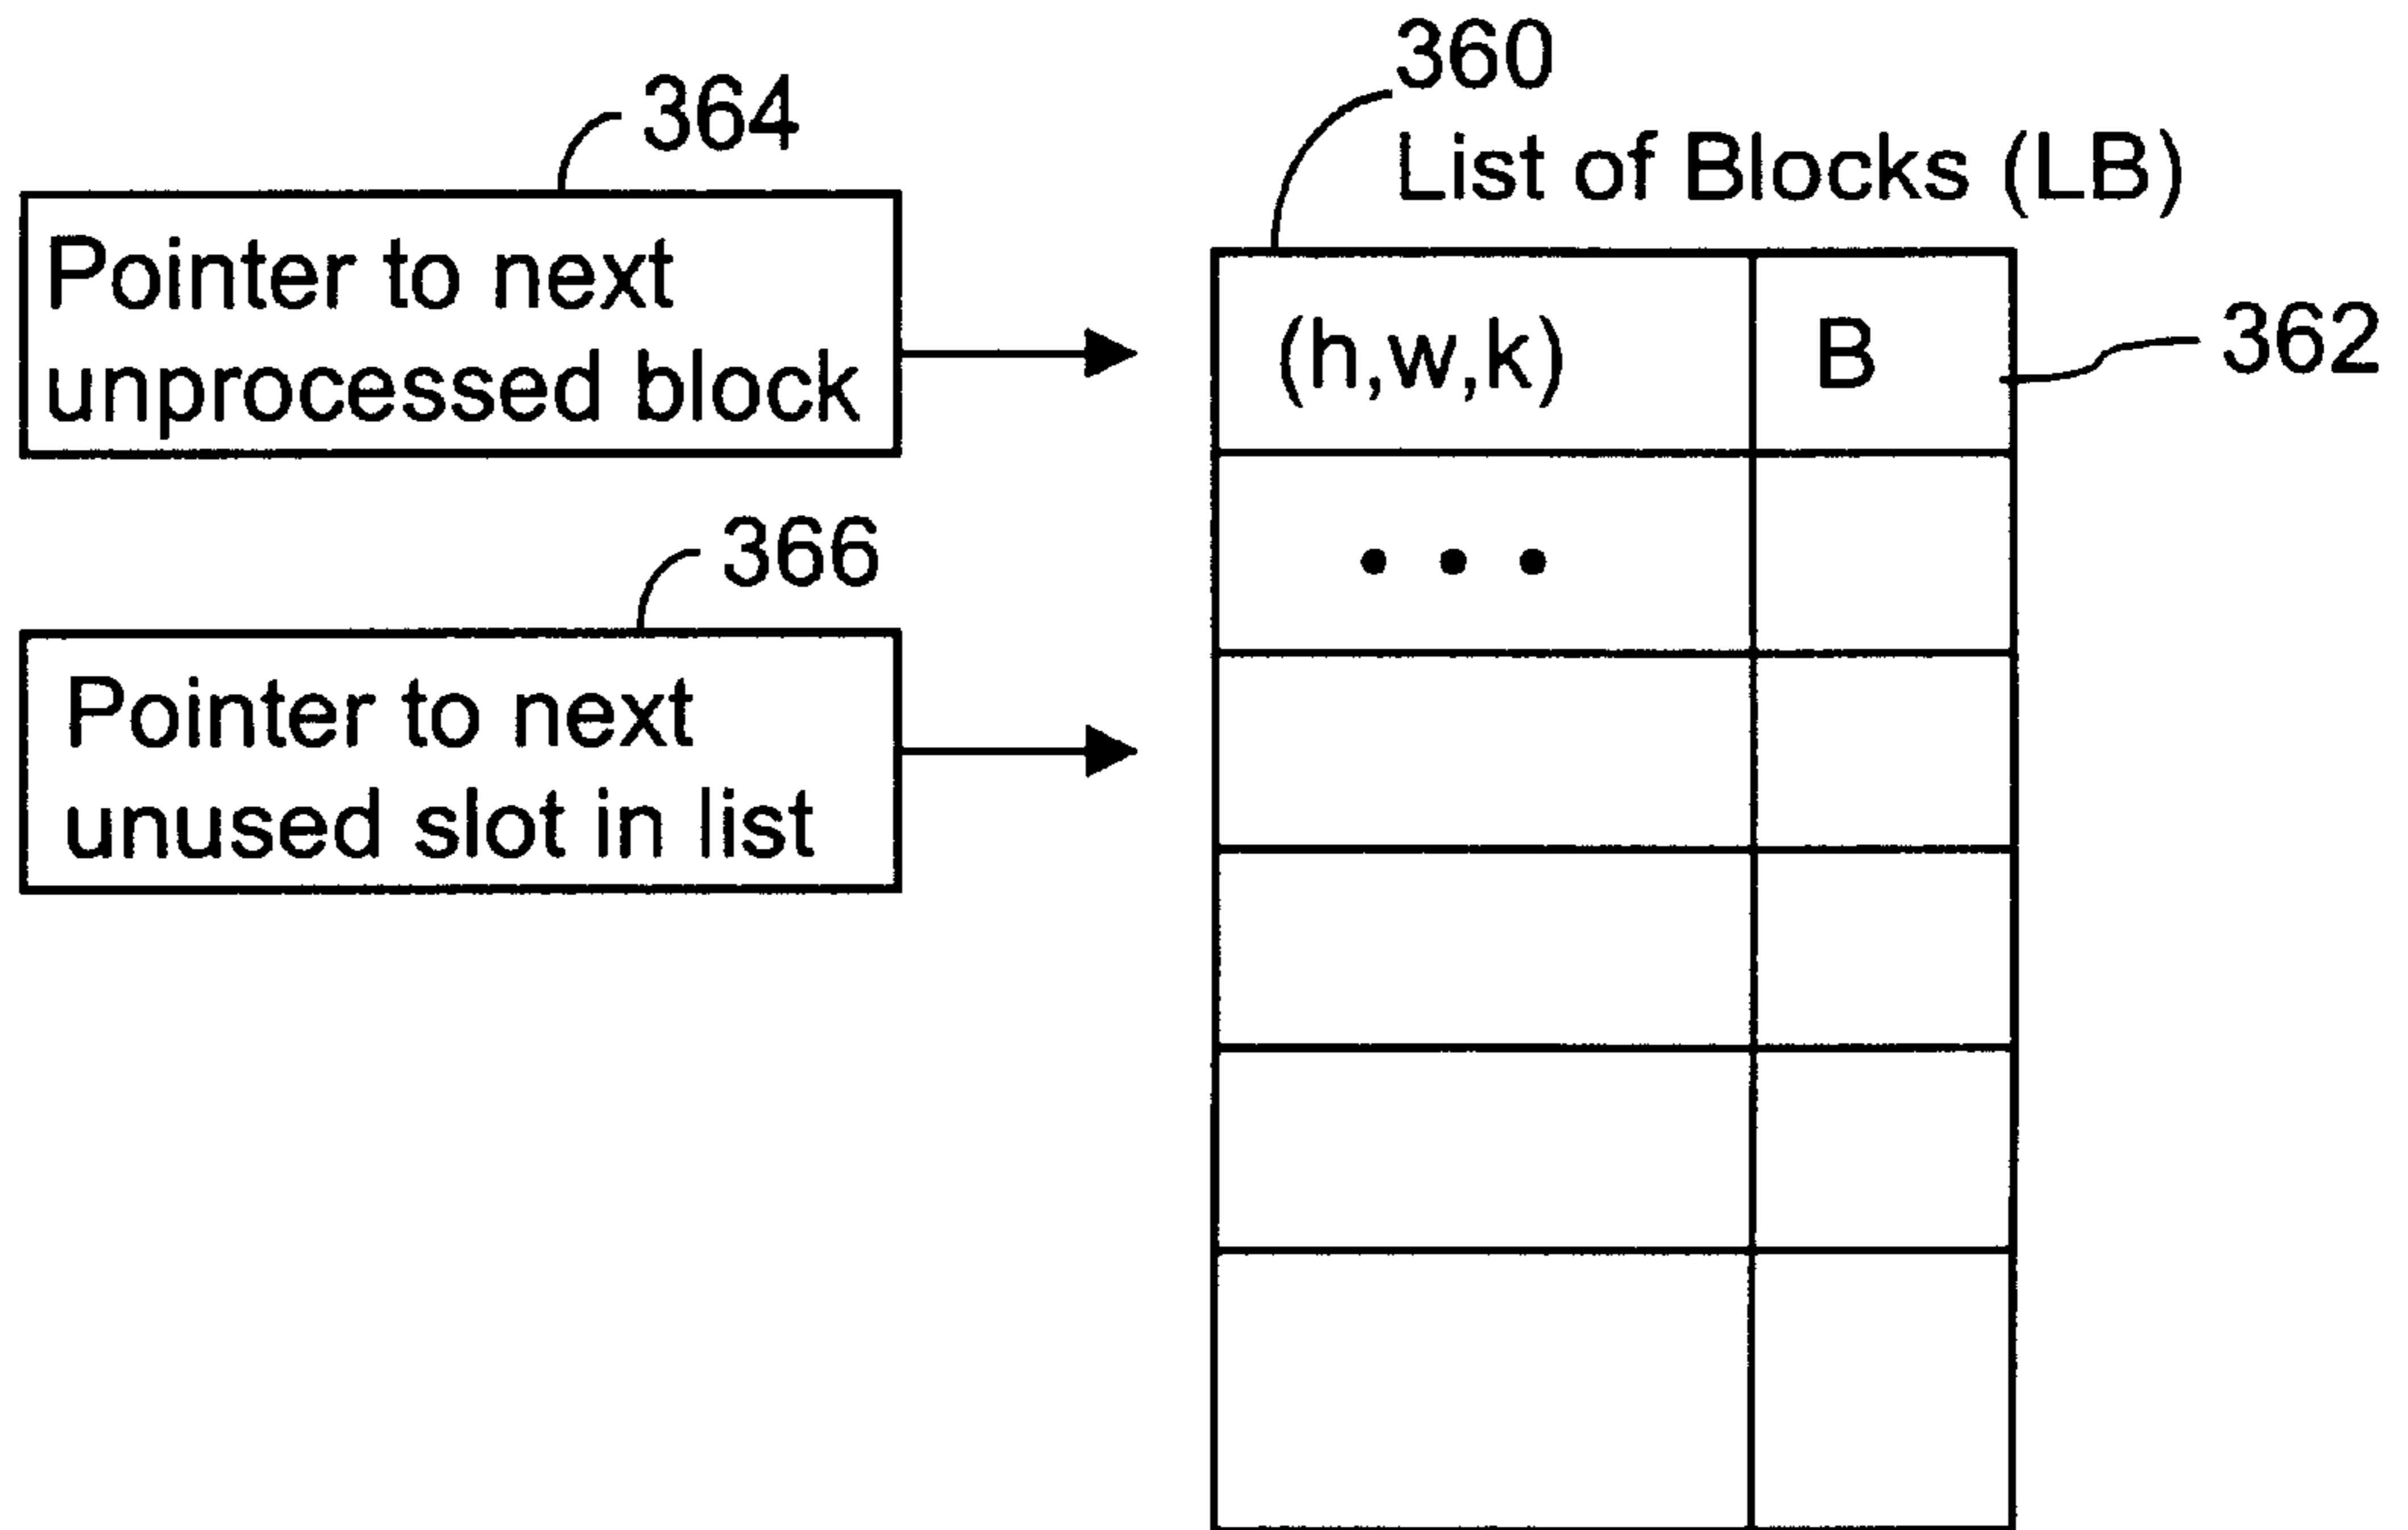 360
364
List of Blocks (LB)
Pointer to next
unprocessed block
(h,w,k)
B
362
• • •
366
Pointer to next
unused slot in list